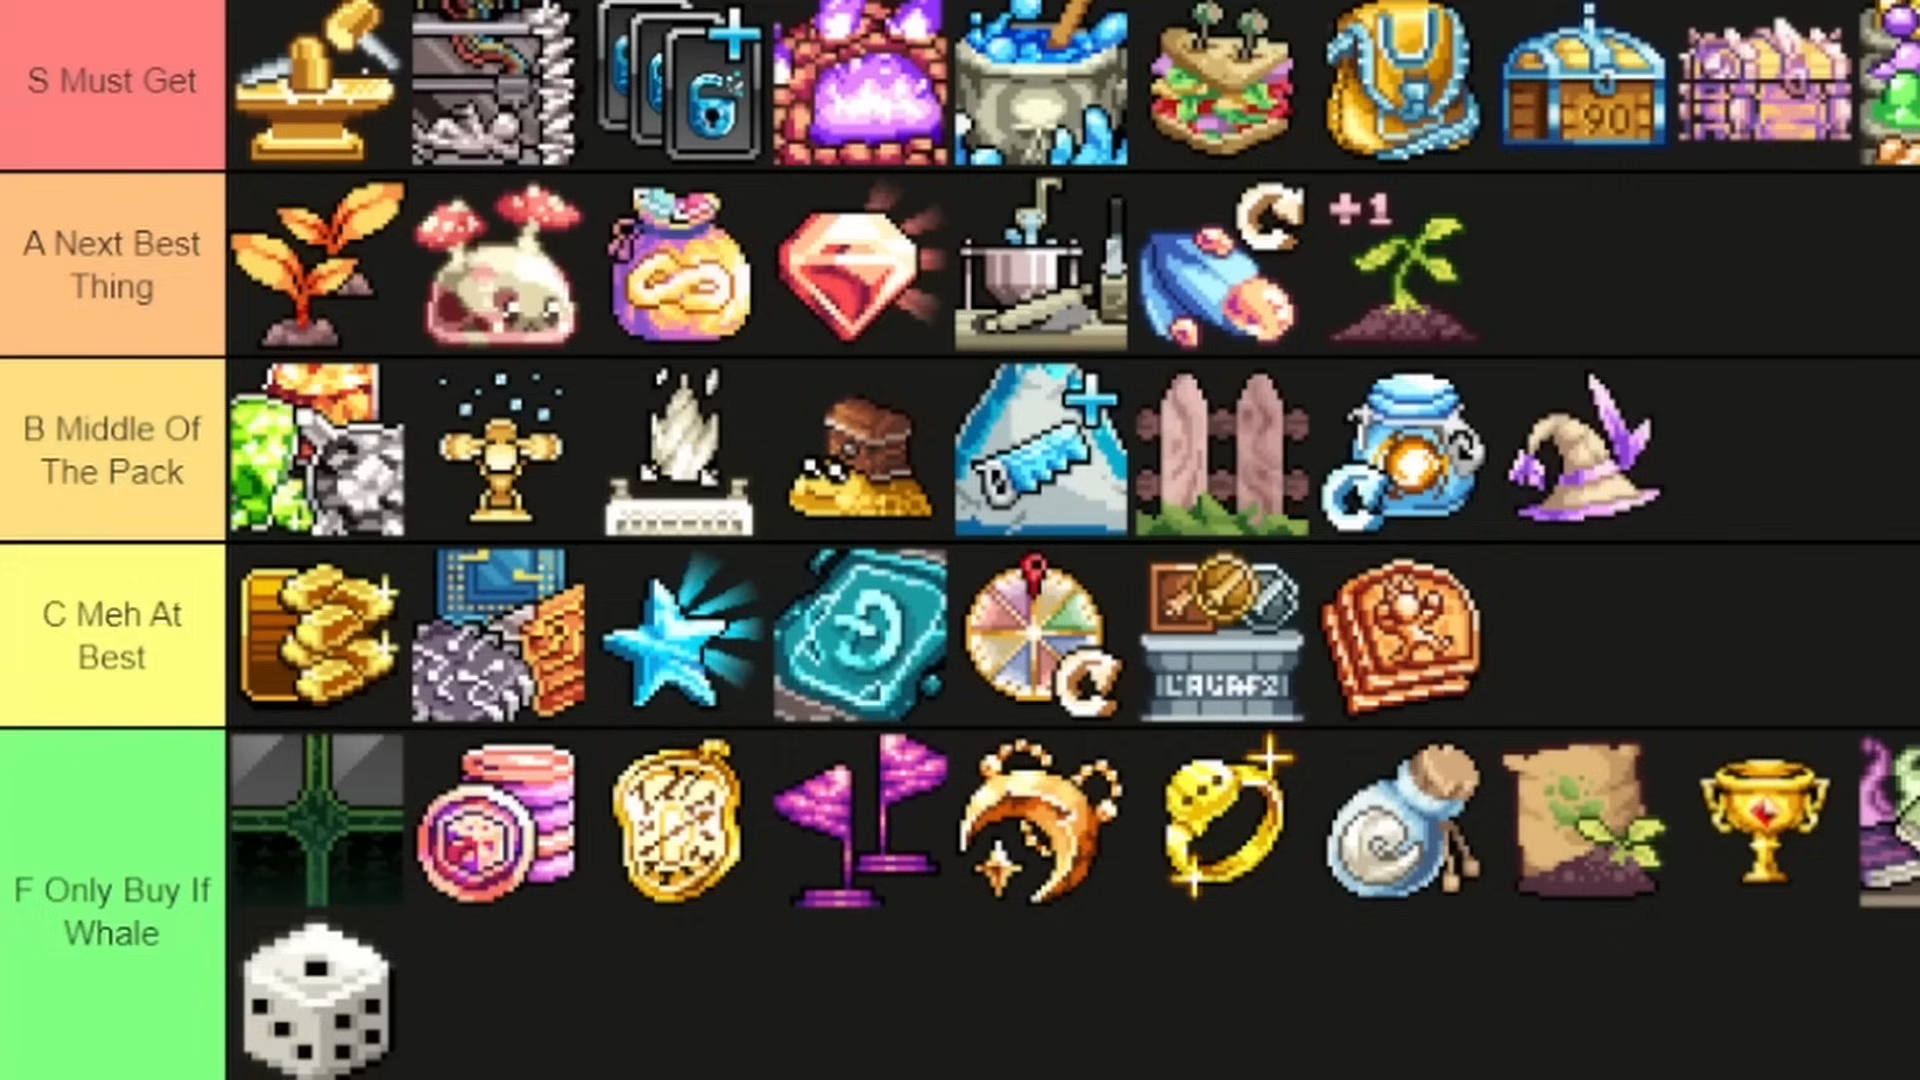 S Must Get
90
A Next Best
Thing
+1
B Middle Of
The Pack
C Meh At
Best
F Only Buy If
Whale